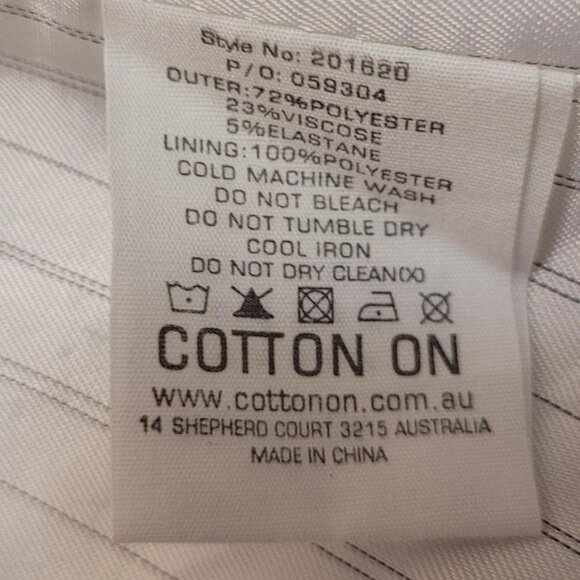 Style No: 201620
P/O: 059304
OUTER:72%POLYESTER
23%VISCOSE
5%ELASTANE
LINING:100%POLYESTER
COLD MACHINE WASH
DO NOT BLEACH
DO NOT TUMBLE DRY
COOL IRON
DO NOT DRY CLEAN(X)
COTTON ON
www.cottonon.com.au
14 SHEPHERD COURT 3215 AUSTRALIA
MADE IN CHINA